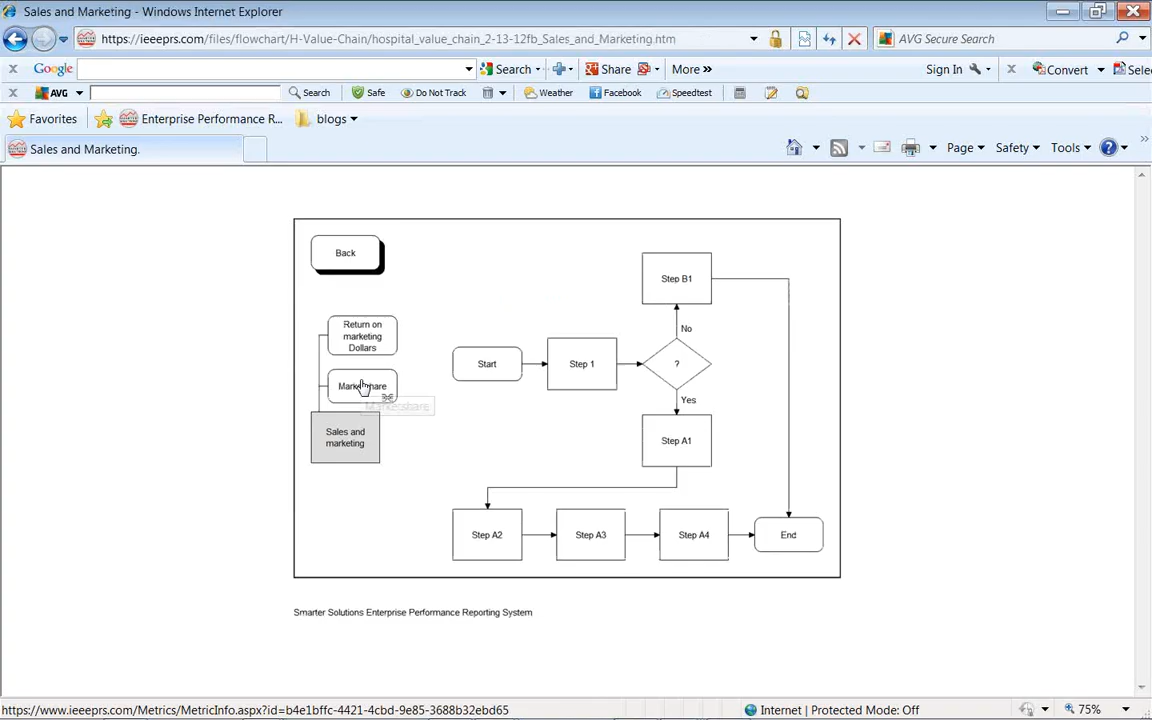 Sales and Marketing - Windows Internet Explorer
https://ieeeprs.com/files/flowchart/H-Value-Chain/hospital_value_chain_2-13-12fb_Sales_and_Marketing.htm
AVG Secure Search
x Google Search Share More » Sign In x Convert Sele
x AVG Search Safe Do Not Track Weather Facebook Speedtest
Favorites Enterprise Performance R... blogs
Sales and Marketing.
Page Safety Tools
Back
Step B1
Return on
marketing
Dollars
No
Start
Step 1
?
Market share
Market share
Yes
Sales and
marketing
Step A1
Step A2
Step A3
Step A4
End
Smarter Solutions Enterprise Performance Reporting System
https://www.ieeeprs.com/Metrics/MetricInfo.aspx?id=b4e1bffc-4421-4cbd-9e85-3688b32ebd65
Internet | Protected Mode: Off
75%